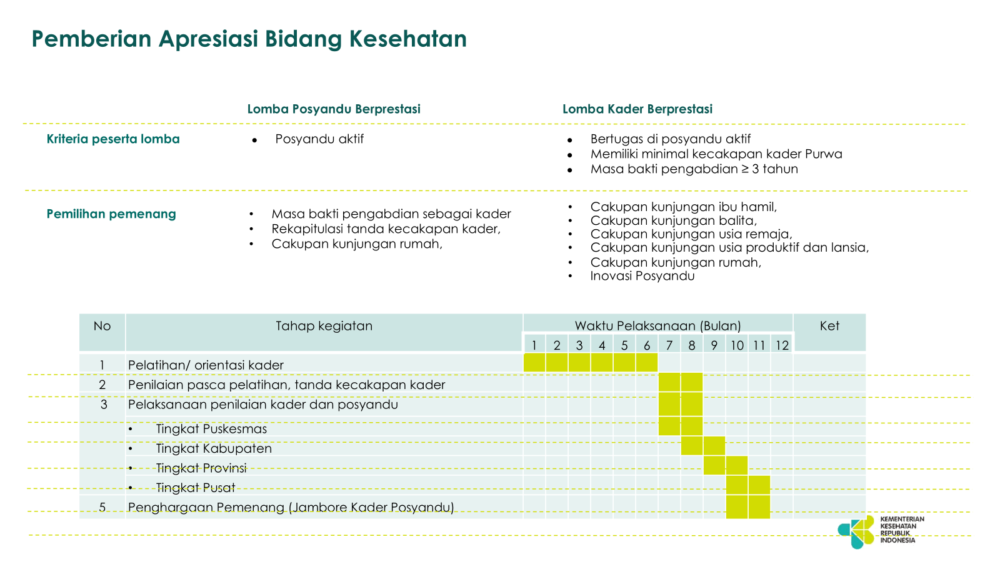 Pemberian Apresiasi Bidang Kesehatan
Lomba Posyandu Berprestasi
Lomba Kader Berprestasi
Kriteria peserta lomba
● Posyandu aktif
● Bertugas di posyandu aktif
● Memiliki minimal kecakapan kader Purwa
● Masa bakti pengabdian ≥ 3 tahun
Pemilihan pemenang
• Masa bakti pengabdian sebagai kader
• Rekapitulasi tanda kecakapan kader,
• Cakupan kunjungan rumah,
• Cakupan kunjungan ibu hamil,
• Cakupan kunjungan balita,
• Cakupan kunjungan usia remaja,
• Cakupan kunjungan usia produktif dan lansia,
• Cakupan kunjungan rumah,
• Inovasi Posyandu
No Tahap kegiatan Waktu Pelaksanaan (Bulan) Ket
1 2 3 4 5 6 7 8 9 10 11 12
1 Pelatihan/ orientasi kader
2 Penilaian pasca pelatihan, tanda kecakapan kader
3 Pelaksanaan penilaian kader dan posyandu
• Tingkat Puskesmas
• Tingkat Kabupaten
• Tingkat Provinsi
• Tingkat Pusat
5 Penghargaan Pemenang (Jambore Kader Posyandu)
KEMENTERIAN
KESEHATAN
REPUBLIK
INDONESIA